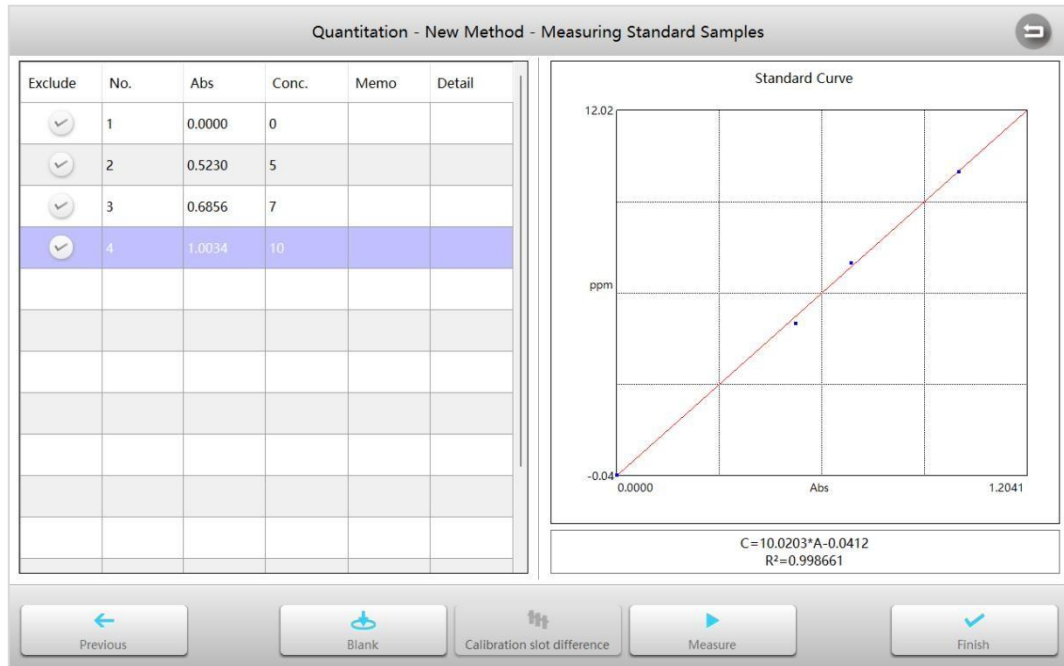 Quantitation - New Method - Measuring Standard Samples
Exclude No. Abs Conc. Memo Detail
1 0.0000 0
2 0.5230 5
3 0.6856 7
4 1.0034 10
Standard Curve
12.02
ppm
-0.04
0.0000 Abs 1.2041
C=10.0203*A-0.0412
R²=0.998661
Previous Blank Calibration slot difference Measure Finish